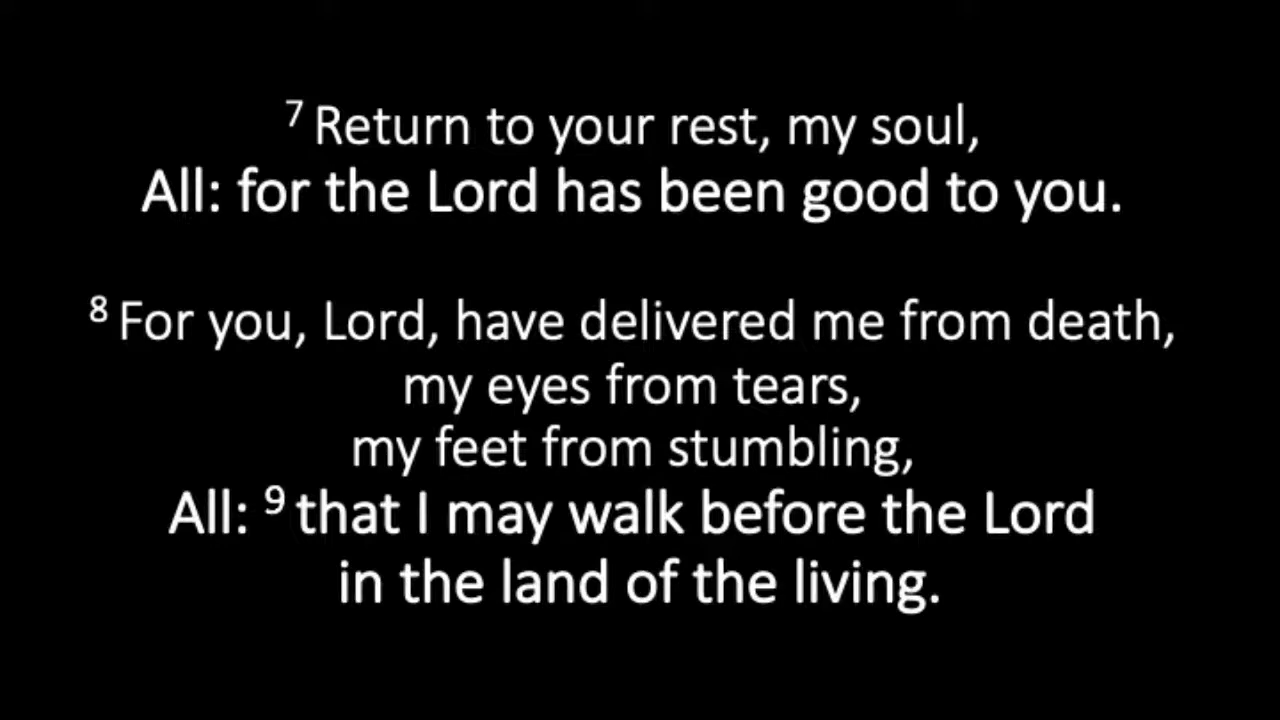 ⁷ Return to your rest, my soul,
All: for the Lord has been good to you.
⁸ For you, Lord, have delivered me from death,
my eyes from tears,
my feet from stumbling,
All: ⁹ that I may walk before the Lord
in the land of the living.